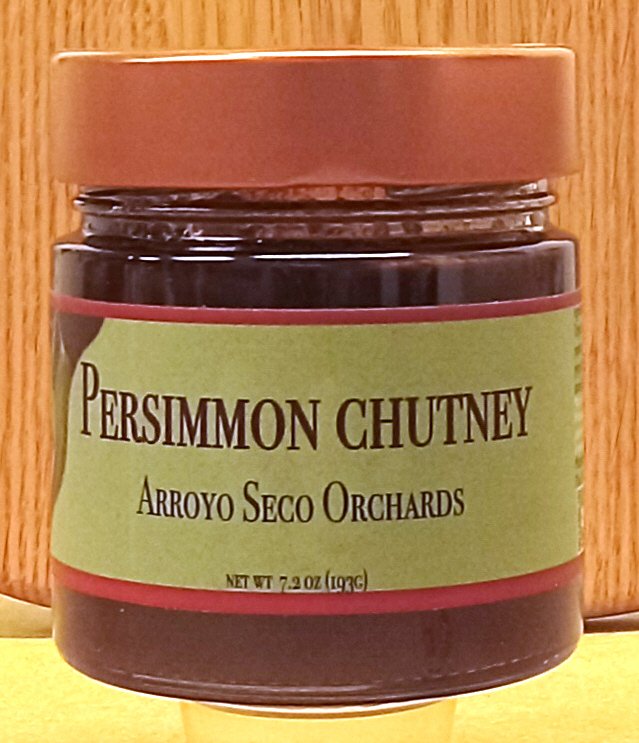 PERSIMMON CHUTNEY
ARROYO SECO ORCHARDS
NET WT 7.2 OZ (193G)